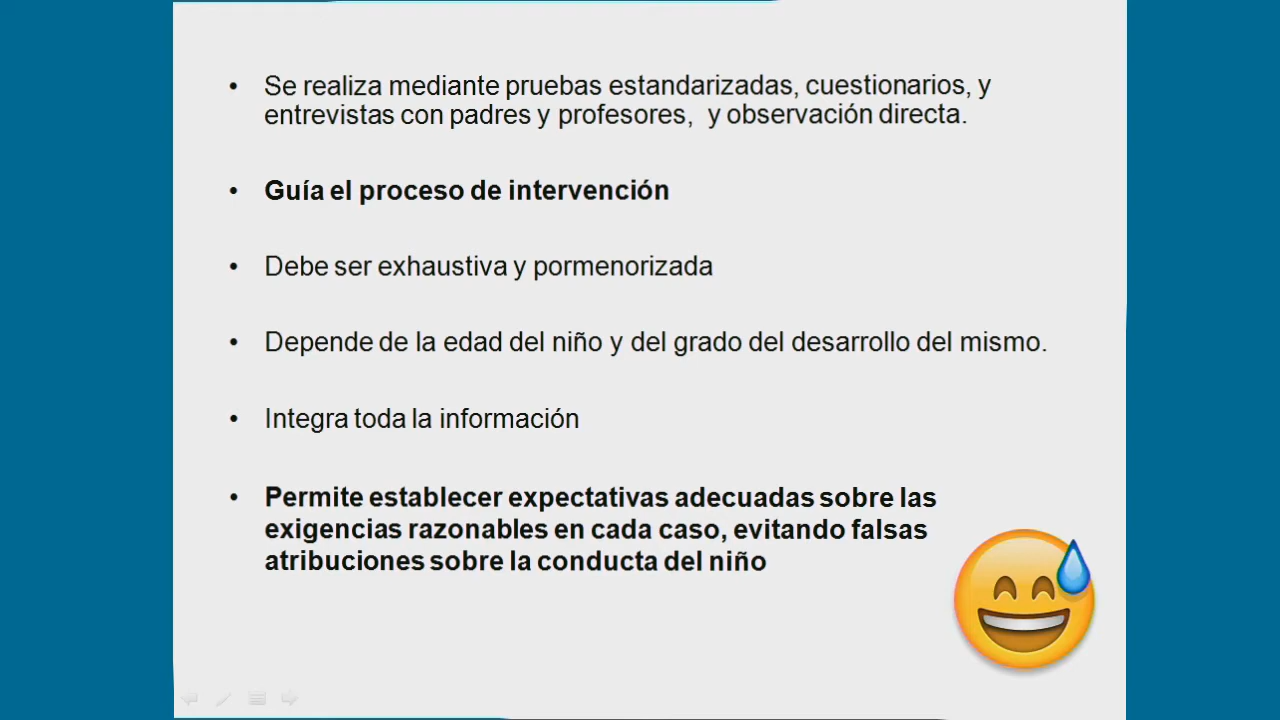 • Se realiza mediante pruebas estandarizadas, cuestionarios, y
entrevistas con padres y profesores,  y observación directa.
• Guía el proceso de intervención
• Debe ser exhaustiva y pormenorizada
• Depende de la edad del niño y del grado del desarrollo del mismo.
• Integra toda la información
• Permite establecer expectativas adecuadas sobre las
exigencias razonables en cada caso, evitando falsas
atribuciones sobre la conducta del niño